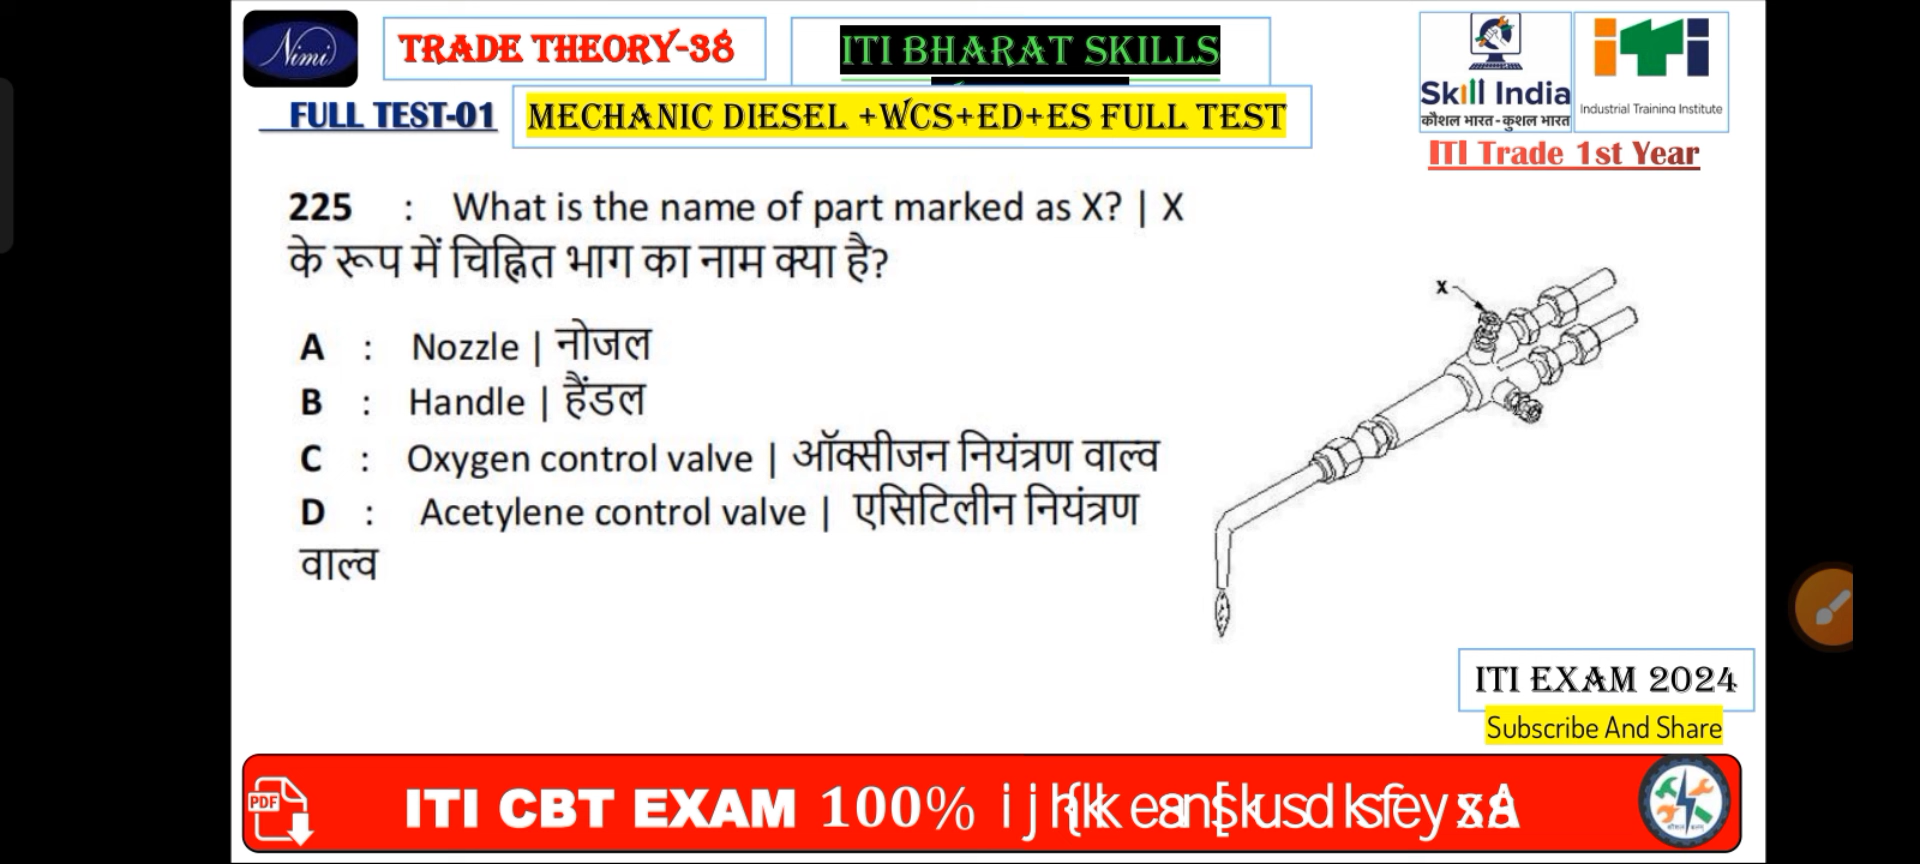 Nimi
TRADE THEORY-38
ITI BHARAT SKILLS
Skill India
कौशल भारत - कुशल भारत
iTi
Industrial Training Institute
FULL TEST-01
MECHANIC DIESEL +WCS+ED+ES FULL TEST
ITI Trade 1st Year
225 : What is the name of part marked as X? | X
के रूप में चिह्नित भाग का नाम क्या है?
X
A : Nozzle | नोजल
B : Handle | हैंडल
C : Oxygen control valve | ऑक्सीजन नियंत्रण वाल्व
D : Acetylene control valve | एसिटिलीन नियंत्रण
वाल्व
ITI EXAM 2024
Subscribe And Share
PDF
ITI CBT EXAM 100%